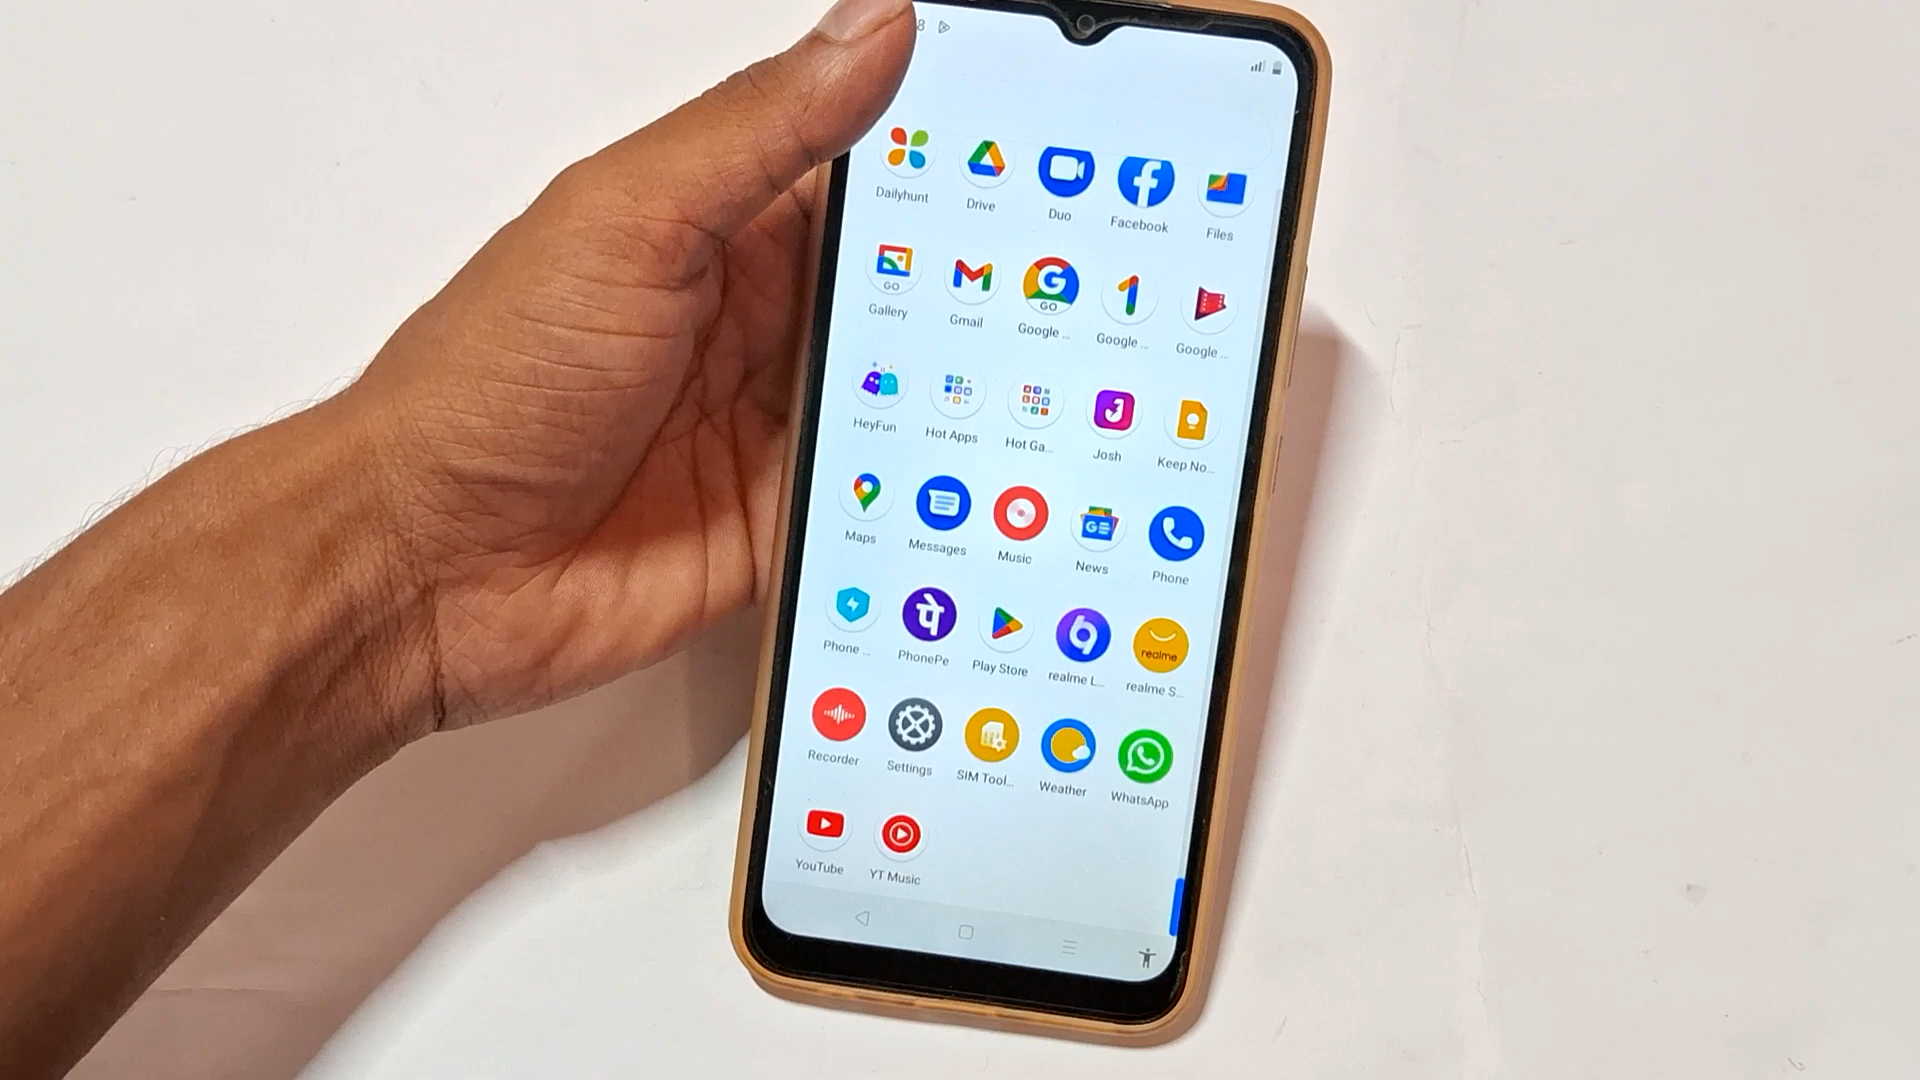 8
Dailyhunt Drive Duo Facebook Files
GO GO
Gallery Gmail Google ... Google ... Google ...
HeyFun Hot Apps Hot Ga... Josh Keep No...
Maps Messages Music News Phone
पे realme
Phone ... PhonePe Play Store realme L... realme S...
Recorder Settings SIM Tool... Weather WhatsApp
YouTube YT Music